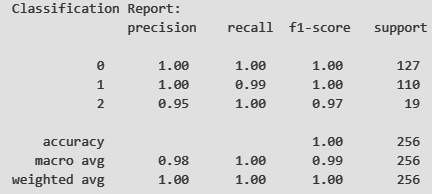 Classification Report:
precision recall f1-score support
0 1.00 1.00 1.00 127
1 1.00 0.99 1.00 110
2 0.95 1.00 0.97 19
accuracy 1.00 256
macro avg 0.98 1.00 0.99 256
weighted avg 1.00 1.00 1.00 256